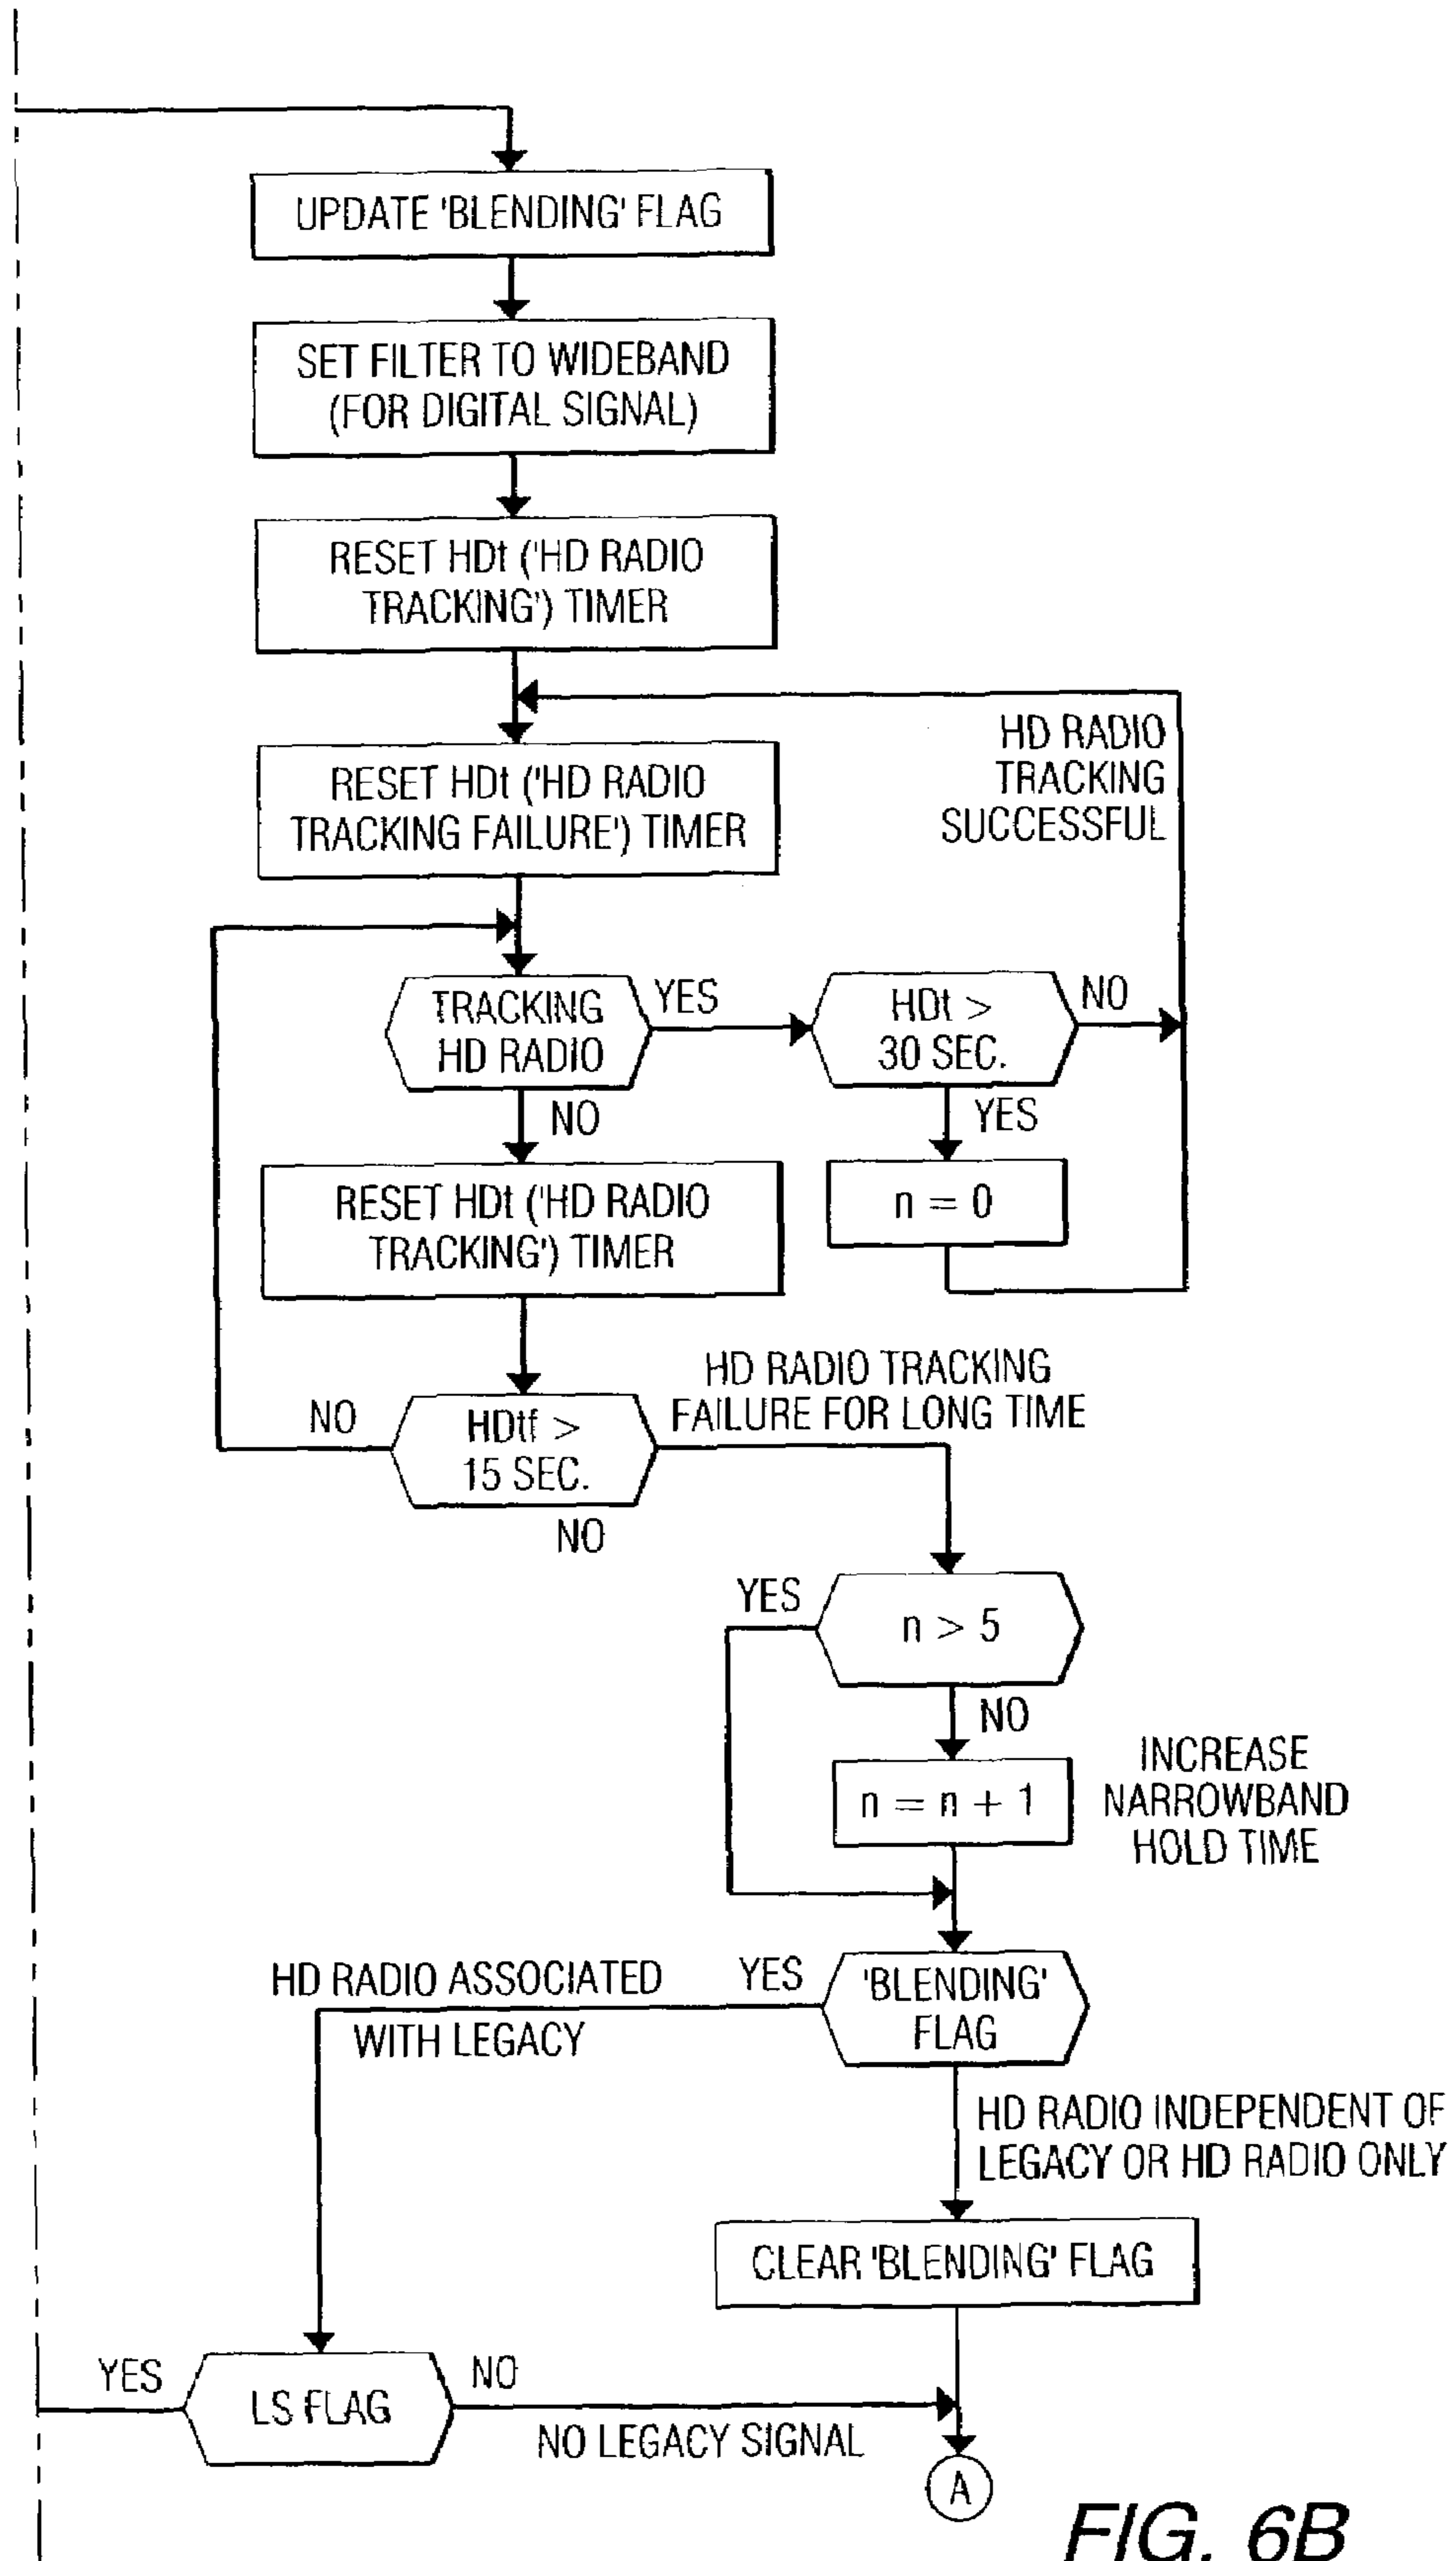 UPDATE 'BLENDING' FLAG
SET FILTER TO WIDEBAND
(FOR DIGITAL SIGNAL)
RESET HDt ('HD RADIO
TRACKING') TIMER
HD RADIO
TRACKING
SUCCESSFUL
RESET HDt ('HD RADIO
TRACKING FAILURE') TIMER
TRACKING
HD RADIO
YES
HDt >
30 SEC.
NO
NO
YES
RESET HDt ('HD RADIO
TRACKING') TIMER
n = 0
HD RADIO TRACKING
FAILURE FOR LONG TIME
NO
HDtf >
15 SEC.
NO
YES
n > 5
NO
n = n + 1
INCREASE
NARROWBAND
HOLD TIME
HD RADIO ASSOCIATED
WITH LEGACY
YES
'BLENDING'
FLAG
HD RADIO INDEPENDENT OF
LEGACY OR HD RADIO ONLY
CLEAR 'BLENDING' FLAG
YES
LS FLAG
NO
NO LEGACY SIGNAL
A
FIG. 6B